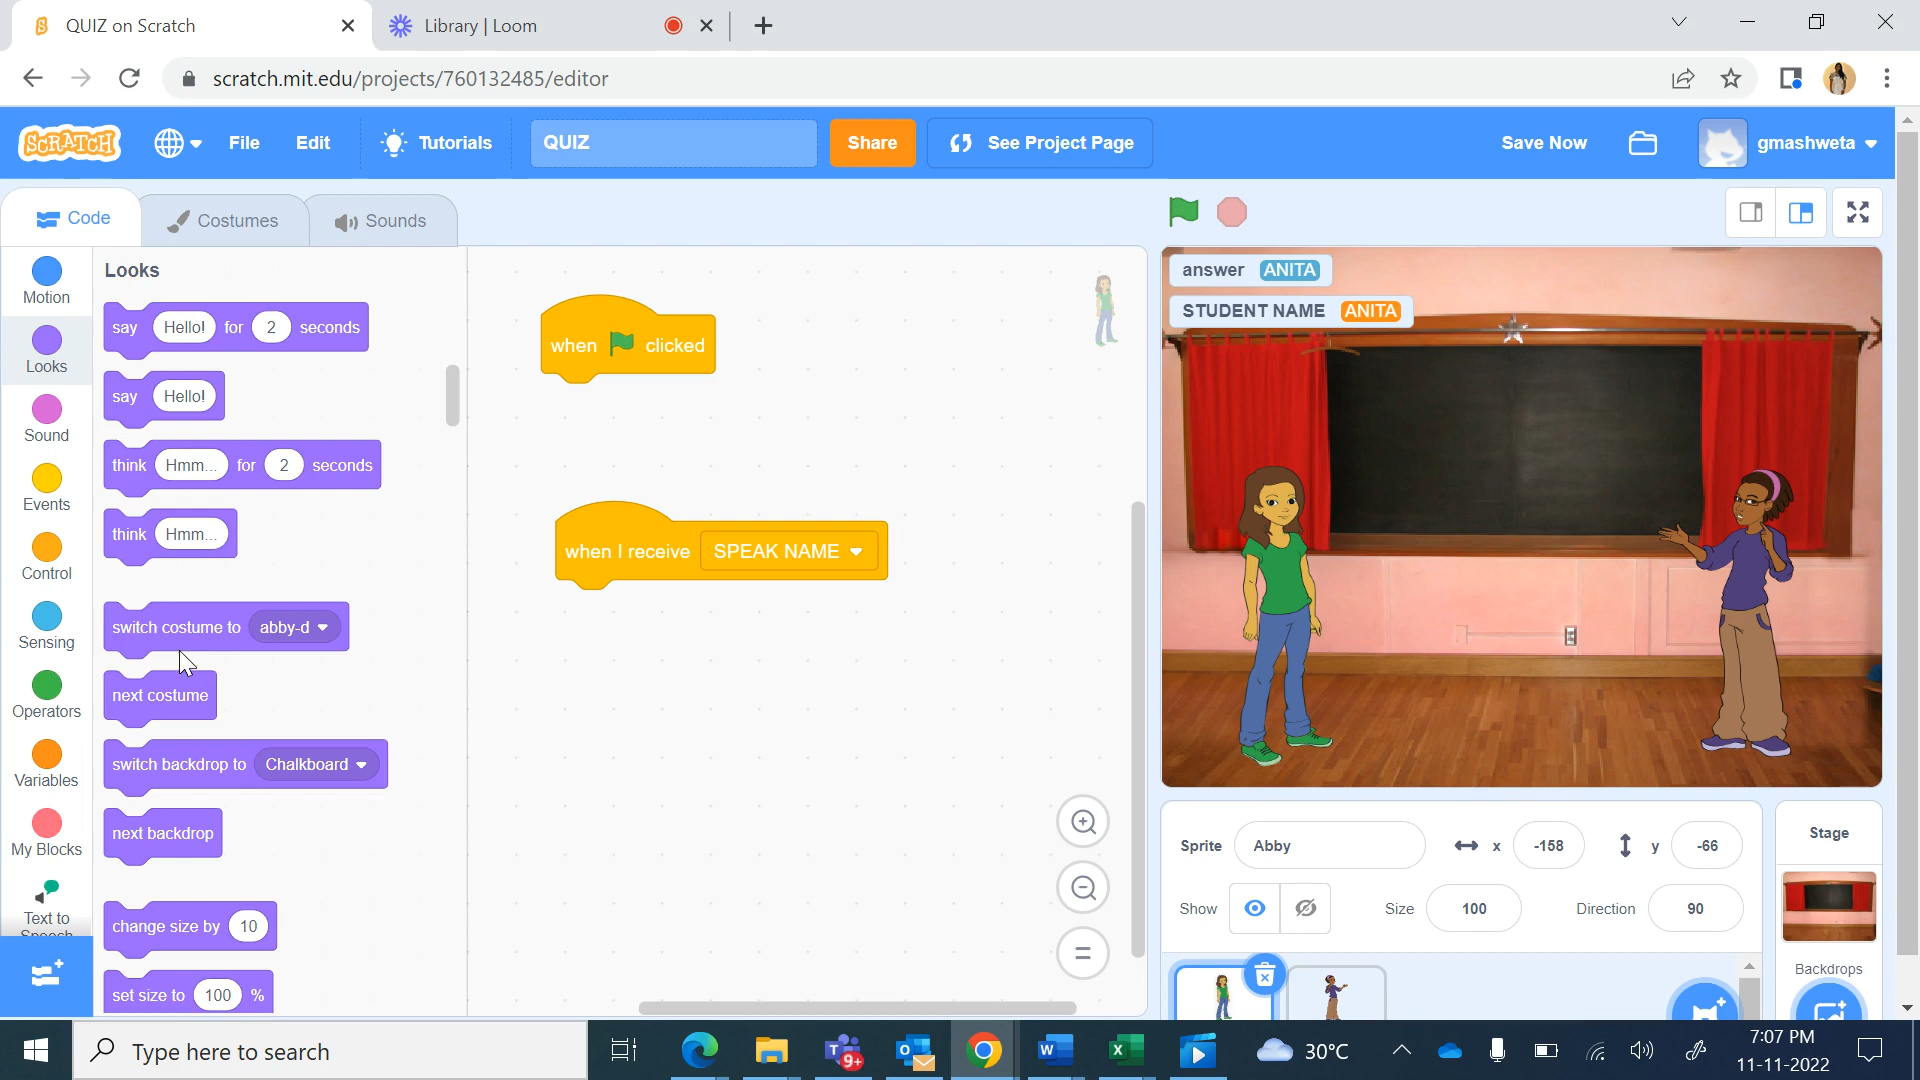 QUIZ on Scratch
Library | Loom
scratch.mit.edu/projects/760132485/editor
SCRATCH
File
Edit
Tutorials
QUIZ
Share
See Project Page
Save Now
gmashweta
Code
Costumes
Sounds
Motion
Looks
Sound
Events
Control
Sensing
Operators
Variables
My Blocks
Text to
Speech
Looks
say Hello! for 2 seconds
say Hello!
think Hmm... for 2 seconds
think Hmm...
switch costume to abby-d
next costume
switch backdrop to Chalkboard
next backdrop
change size by 10
set size to 100 %
when clicked
when I receive SPEAK NAME
answer ANITA
STUDENT NAME ANITA
Sprite Abby x -158 y -66
Show Size 100 Direction 90
Stage
Backdrops
Type here to search
9+
30°C
7:07 PM
11-11-2022